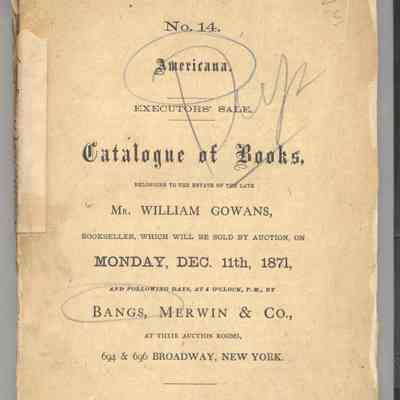 No. 14.
Americana.
EXECUTORS' SALE.
Catalogue of Books,
BELONGING TO THE ESTATE OF THE LATE
MR. WILLIAM GOWANS,
BOOKSELLER, WHICH WILL BE SOLD BY AUCTION, ON
MONDAY, DEC. 11th, 1871,
AND FOLLOWING DAYS, AT 4 O'CLOCK, P.M., BY
BANGS, MERWIN & CO.,
AT THEIR AUCTION ROOMS,
694 & 696 BROADWAY, NEW YORK.